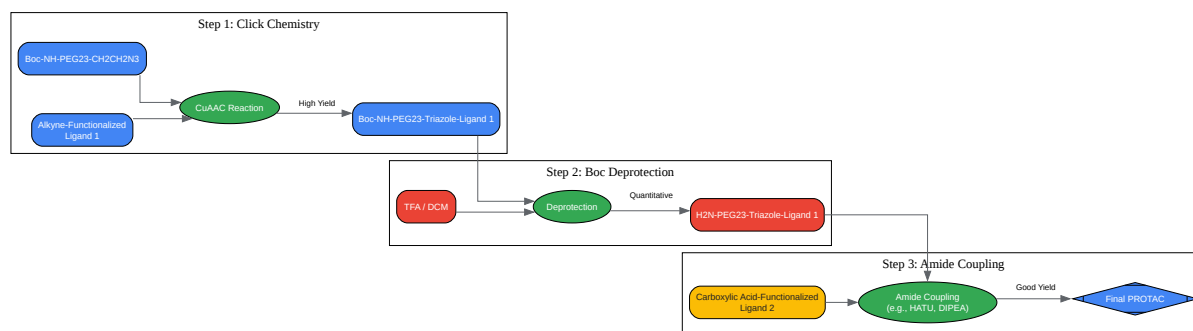 Step 1: Click Chemistry
Boc-NH-PEG23-CH2CH2N3
CuAAC Reaction
High Yield
Alkyne-Functionalized
Ligand 1
Boc-NH-PEG23-Triazole-Ligand 1
Step 2: Boc Deprotection
TFA / DCM
Deprotection
Quantitative
H2N-PEG23-Triazole-Ligand 1
Step 3: Amide Coupling
Carboxylic Acid-Functionalized
Ligand 2
Amide Coupling
(e.g., HATU, DIPEA)
Good Yield
Final PROTAC